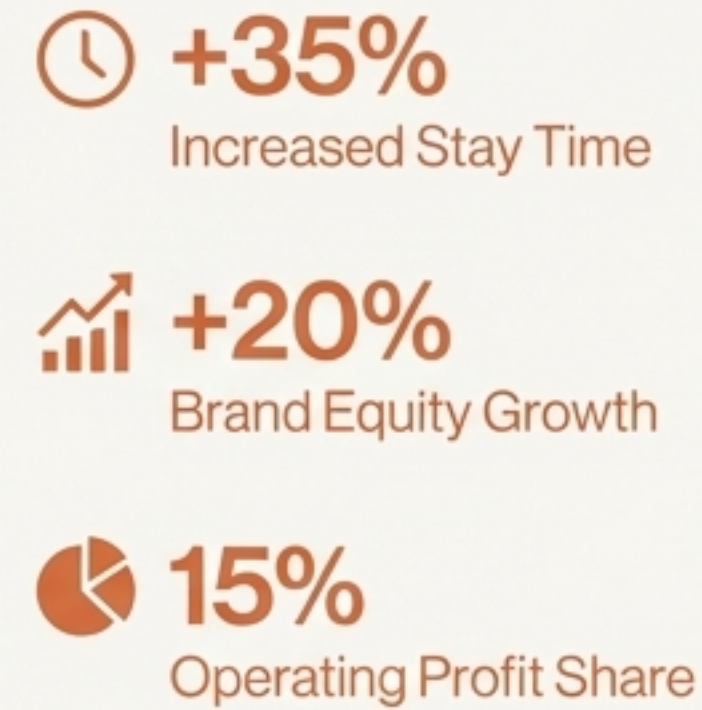 +35%
Increased Stay Time
+20%
Brand Equity Growth
15%
Operating Profit Share